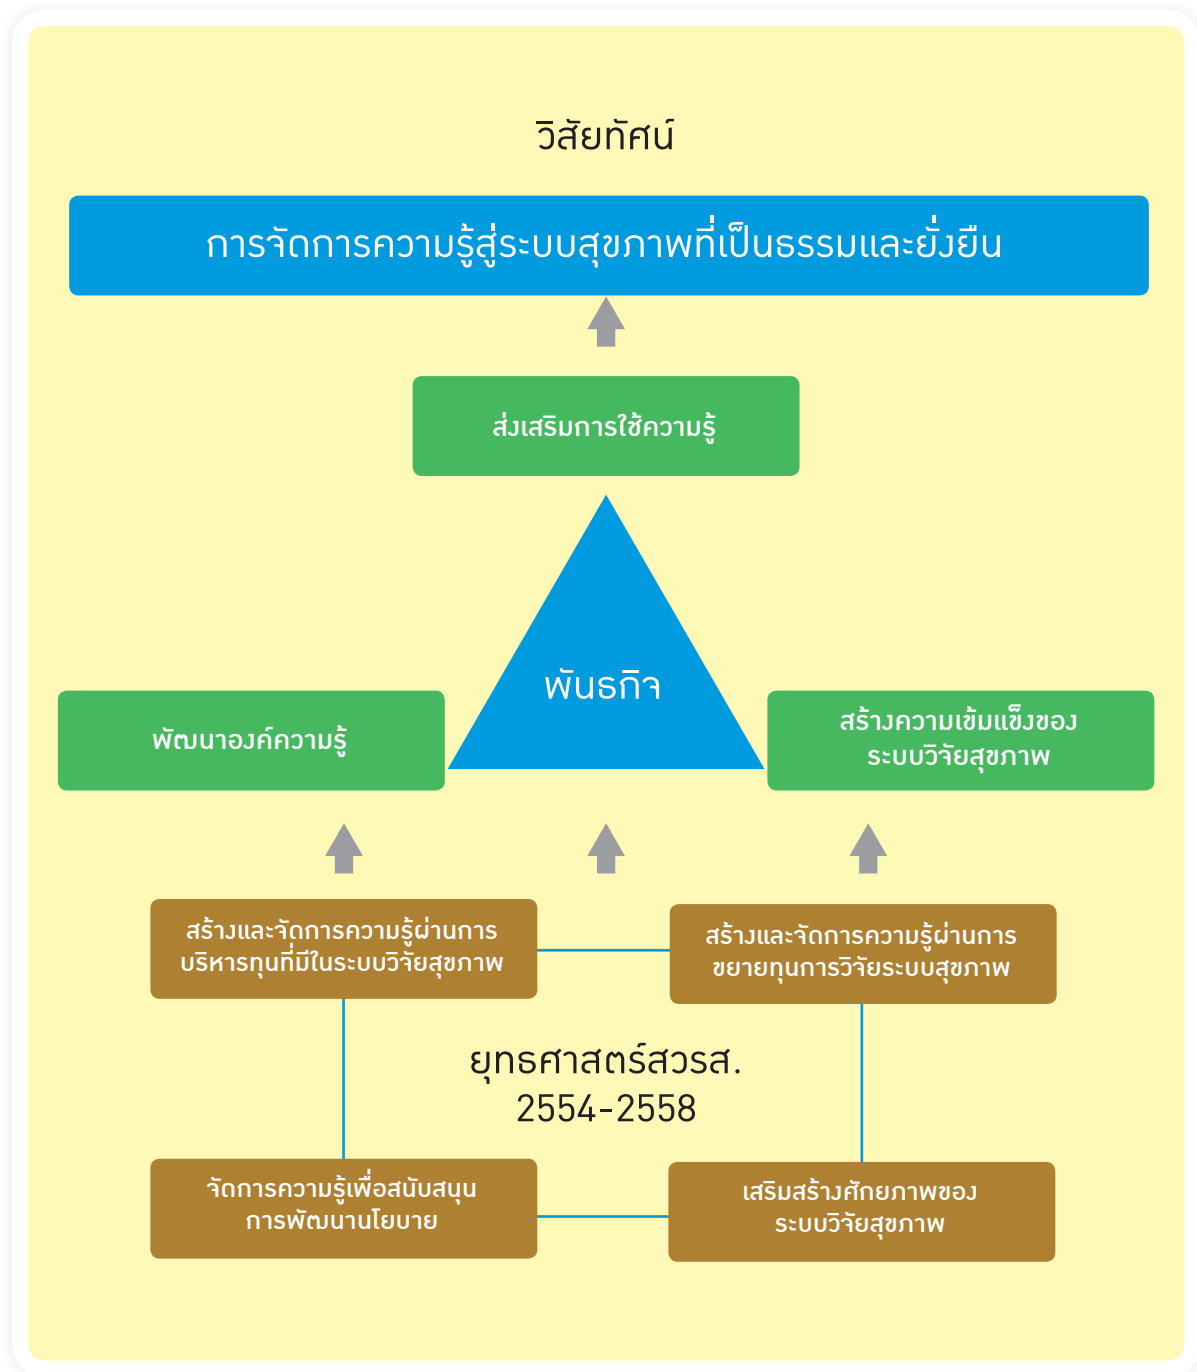 วิสัยทัศน์
การจัดการความรู้สู่ระบบสุขภาพที่เป็นธรรมและยั่งยืน
ส่งเสริมการใช้ความรู้
พันธกิจ
พัฒนาองค์ความรู้
สร้างความเข้มแข็งของ
ระบบวิจัยสุขภาพ
สร้างและจัดการความรู้ผ่านการ
บริหารทุนที่มีในระบบวิจัยสุขภาพ
สร้างและจัดการความรู้ผ่านการ
ขยายทุนการวิจัยระบบสุขภาพ
ยุทธศาสตร์สวรส.
2554-2558
จัดการความรู้เพื่อสนับสนุน
การพัฒนานโยบาย
เสริมสร้างศักยภาพของ
ระบบวิจัยสุขภาพ